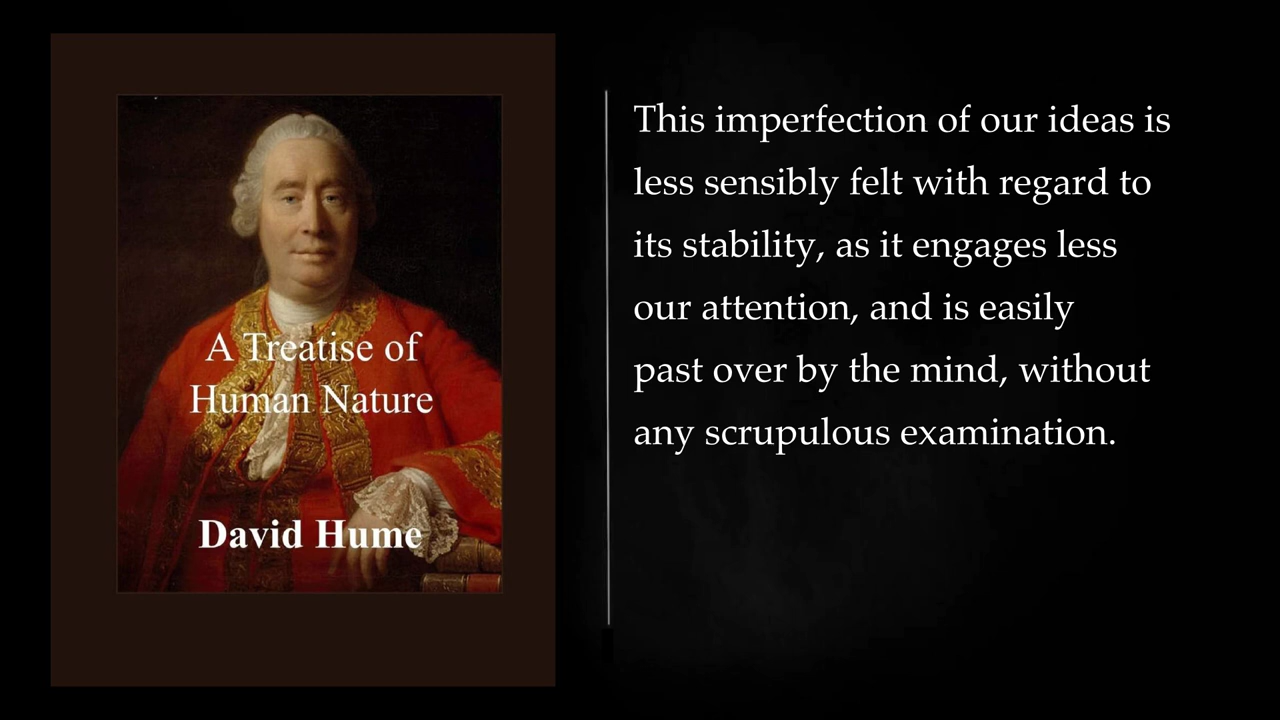 A Treatise of
Human Nature
David Hume
This imperfection of our ideas is
less sensibly felt with regard to
its stability, as it engages less
our attention, and is easily
past over by the mind, without
any scrupulous examination.